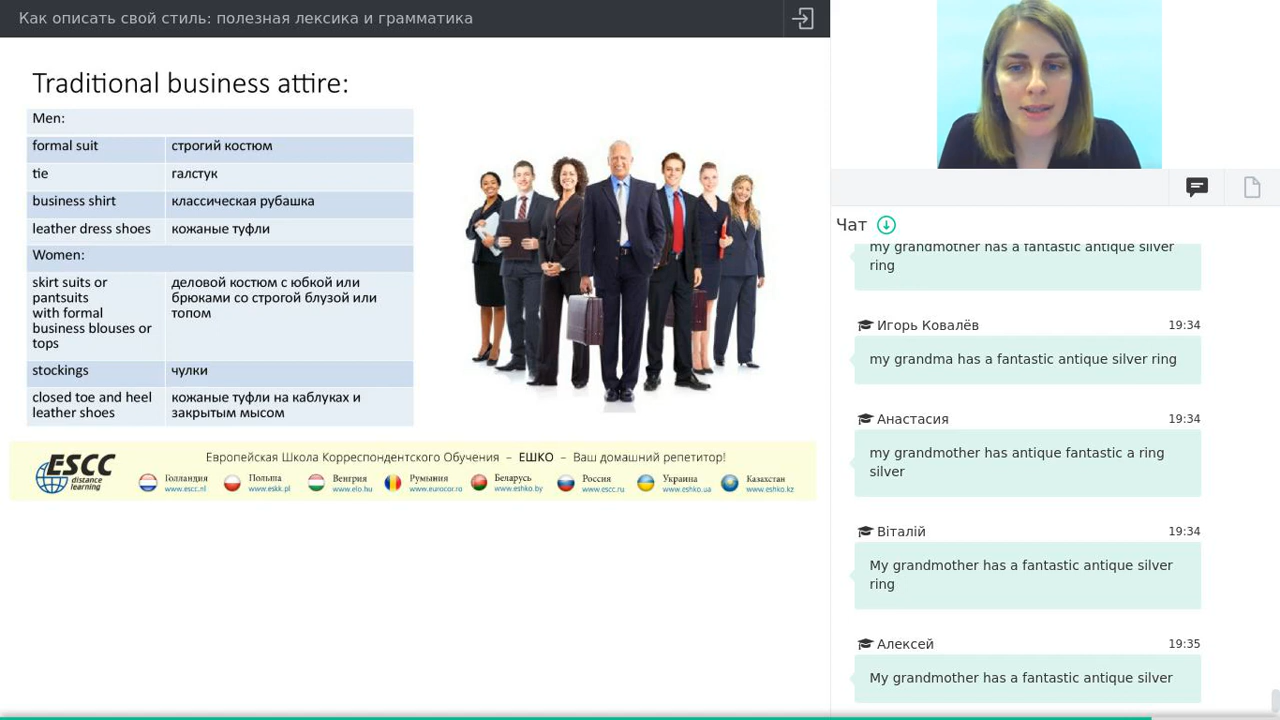 Как описать свой стиль: полезная лексика и грамматика
Traditional business attire:
Men:
formal suit строгий костюм
tie галстук
business shirt классическая рубашка
leather dress shoes кожаные туфли
Women:
skirt suits or деловой костюм с юбкой или
pantsuits брюками со строгой блузой или
with formal топом
business blouses or
tops
stockings чулки
closed toe and heel кожаные туфли на каблуках и
leather shoes закрытым мысом
ESCC
distance
learning
Европейская Школа Корреспондентского Обучения – ЕШКО – Ваш домашний репетитор!
Голландия Польша Венгрия Румыния Беларусь Россия Украина Казахстан
www.escc.nl www.eskk.pl www.elo.hu www.eurocor.ro www.eshko.by www.escc.ru www.eshko.ua www.eshko.kz
Чат
my grandmother has a fantastic antique silver
ring
Игорь Ковалёв 19:34
my grandma has a fantastic antique silver ring
Анастасия 19:34
my grandmother has antique fantastic a ring
silver
Віталій 19:34
My grandmother has a fantastic antique silver
ring
Алексей 19:35
My grandmother has a fantastic antique silver